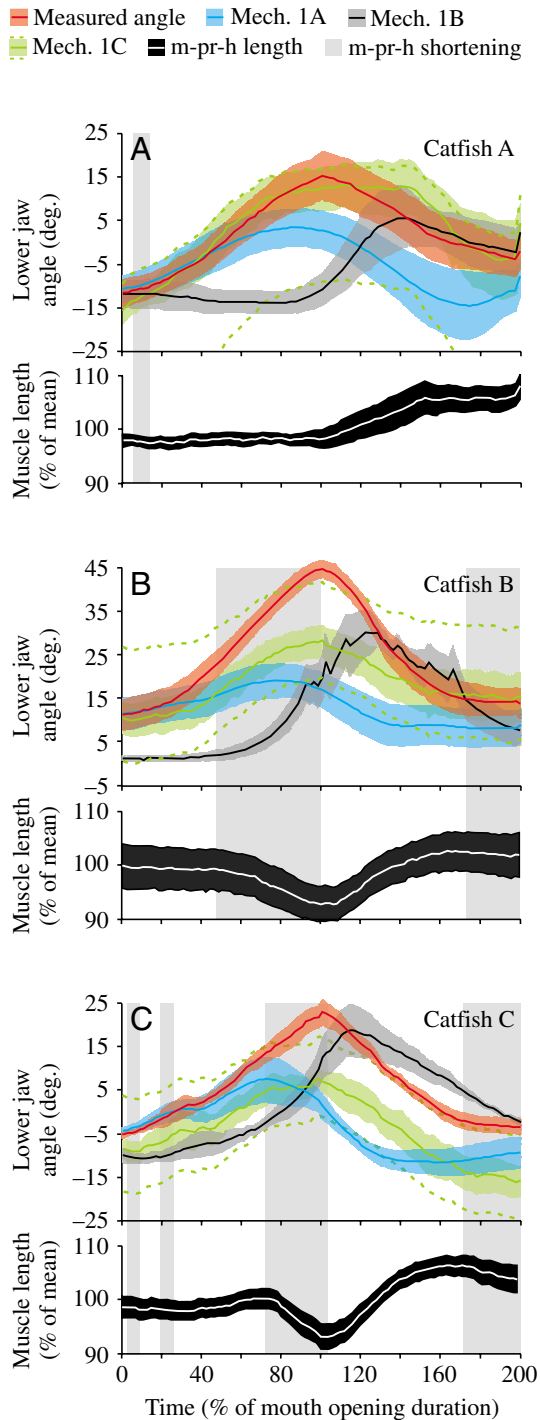 Measured angle Mech. 1A Mech. 1B
Mech. 1C m-pr-h length m-pr-h shortening
A
Catfish A
Lower jaw
angle (deg.)
25
15
5
−5
−15
−25
Muscle length
(% of mean)
110
100
90
B
Catfish B
Lower jaw
angle (deg.)
45
35
25
15
5
−5
Muscle length
(% of mean)
110
100
90
C
Catfish C
Lower jaw
angle (deg.)
25
15
5
−5
−15
−25
Muscle length
(% of mean)
110
100
90
0 40 80 120 160 200
Time (% of mouth opening duration)